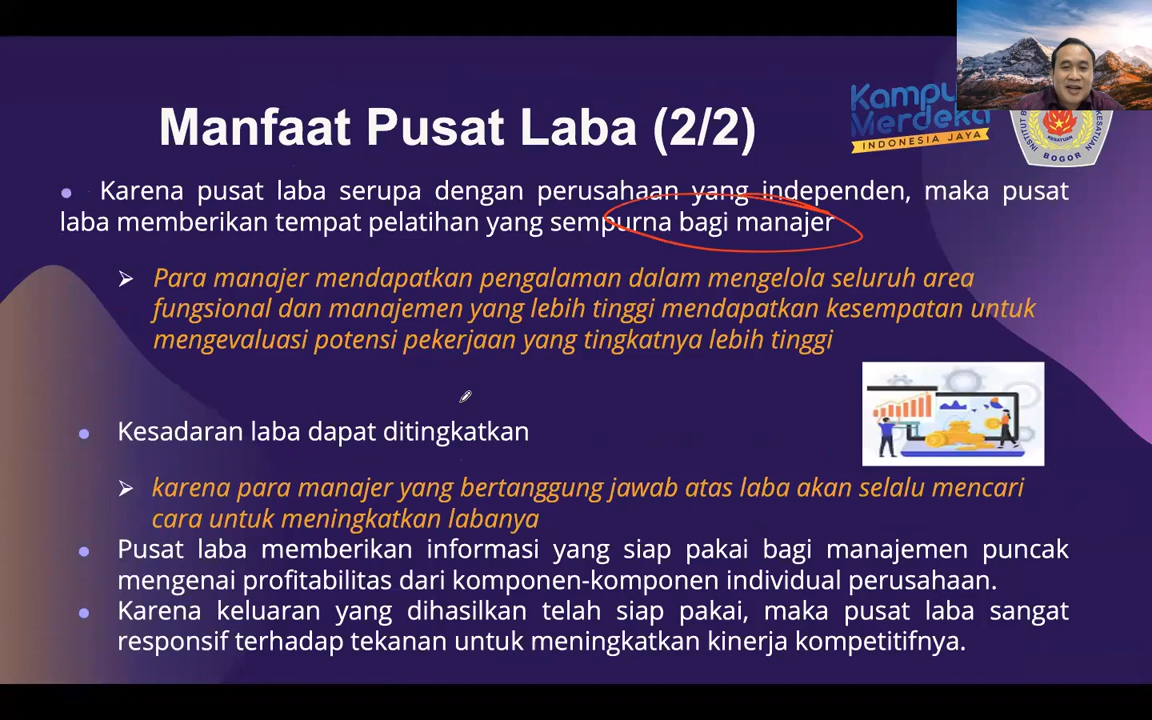 Manfaat Pusat Laba (2/2)
Kampu
Merdeka
INDONESIA JAYA
BOGOR
Karena pusat laba serupa dengan perusahaan yang independen, maka pusat
laba memberikan tempat pelatihan yang sempurna bagi manajer
Para manajer mendapatkan pengalaman dalam mengelola seluruh area
fungsional dan manajemen yang lebih tinggi mendapatkan kesempatan untuk
mengevaluasi potensi pekerjaan yang tingkatnya lebih tinggi
Kesadaran laba dapat ditingkatkan
karena para manajer yang bertanggung jawab atas laba akan selalu mencari
cara untuk meningkatkan labanya
Pusat laba memberikan informasi yang siap pakai bagi manajemen puncak
mengenai profitabilitas dari komponen-komponen individual perusahaan.
Karena keluaran yang dihasilkan telah siap pakai, maka pusat laba sangat
responsif terhadap tekanan untuk meningkatkan kinerja kompetitifnya.